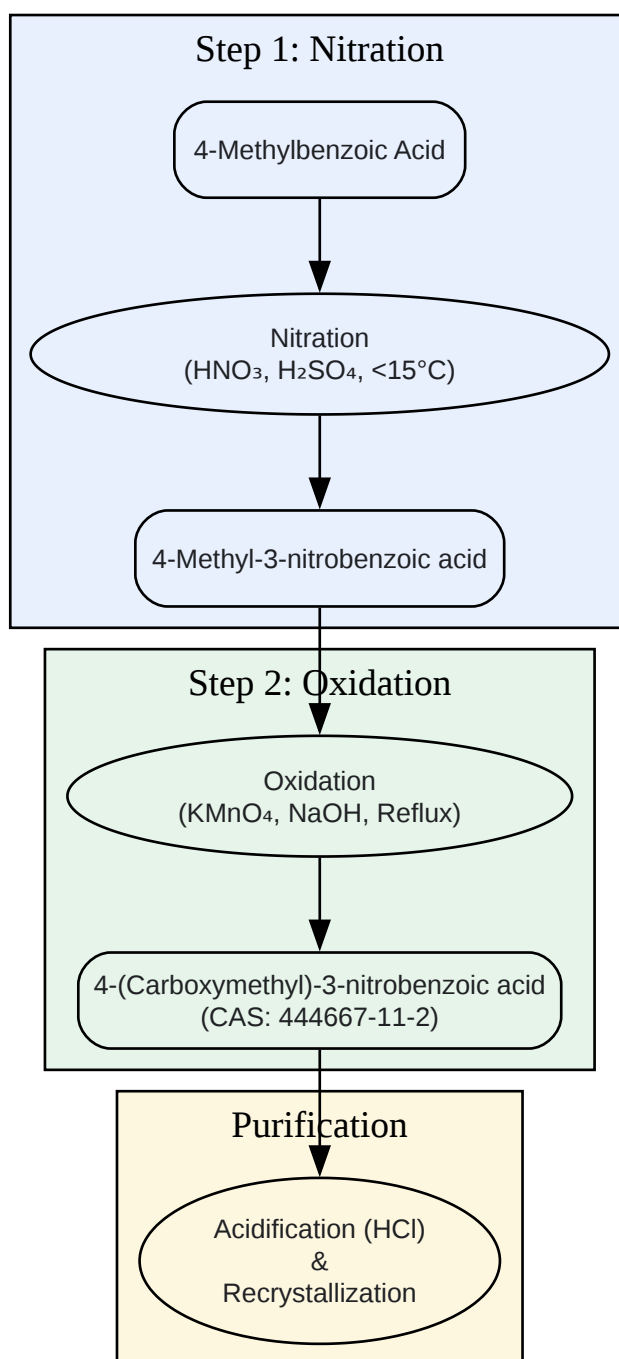 Step 1: Nitration
4-Methylbenzoic Acid
Nitration
(HNO₃, H₂SO₄, <15°C)
4-Methyl-3-nitrobenzoic acid
Step 2: Oxidation
Oxidation
(KMnO₄, NaOH, Reflux)
4-(Carboxymethyl)-3-nitrobenzoic acid
(CAS: 444667-11-2)
Purification
Acidification (HCl)
&
Recrystallization